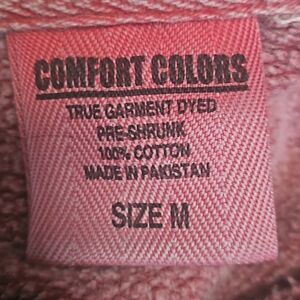 COMFORT COLORS
TRUE GARMENT DYED
PRE-SHRUNK
100% COTTON
MADE IN PAKISTAN
SIZE M